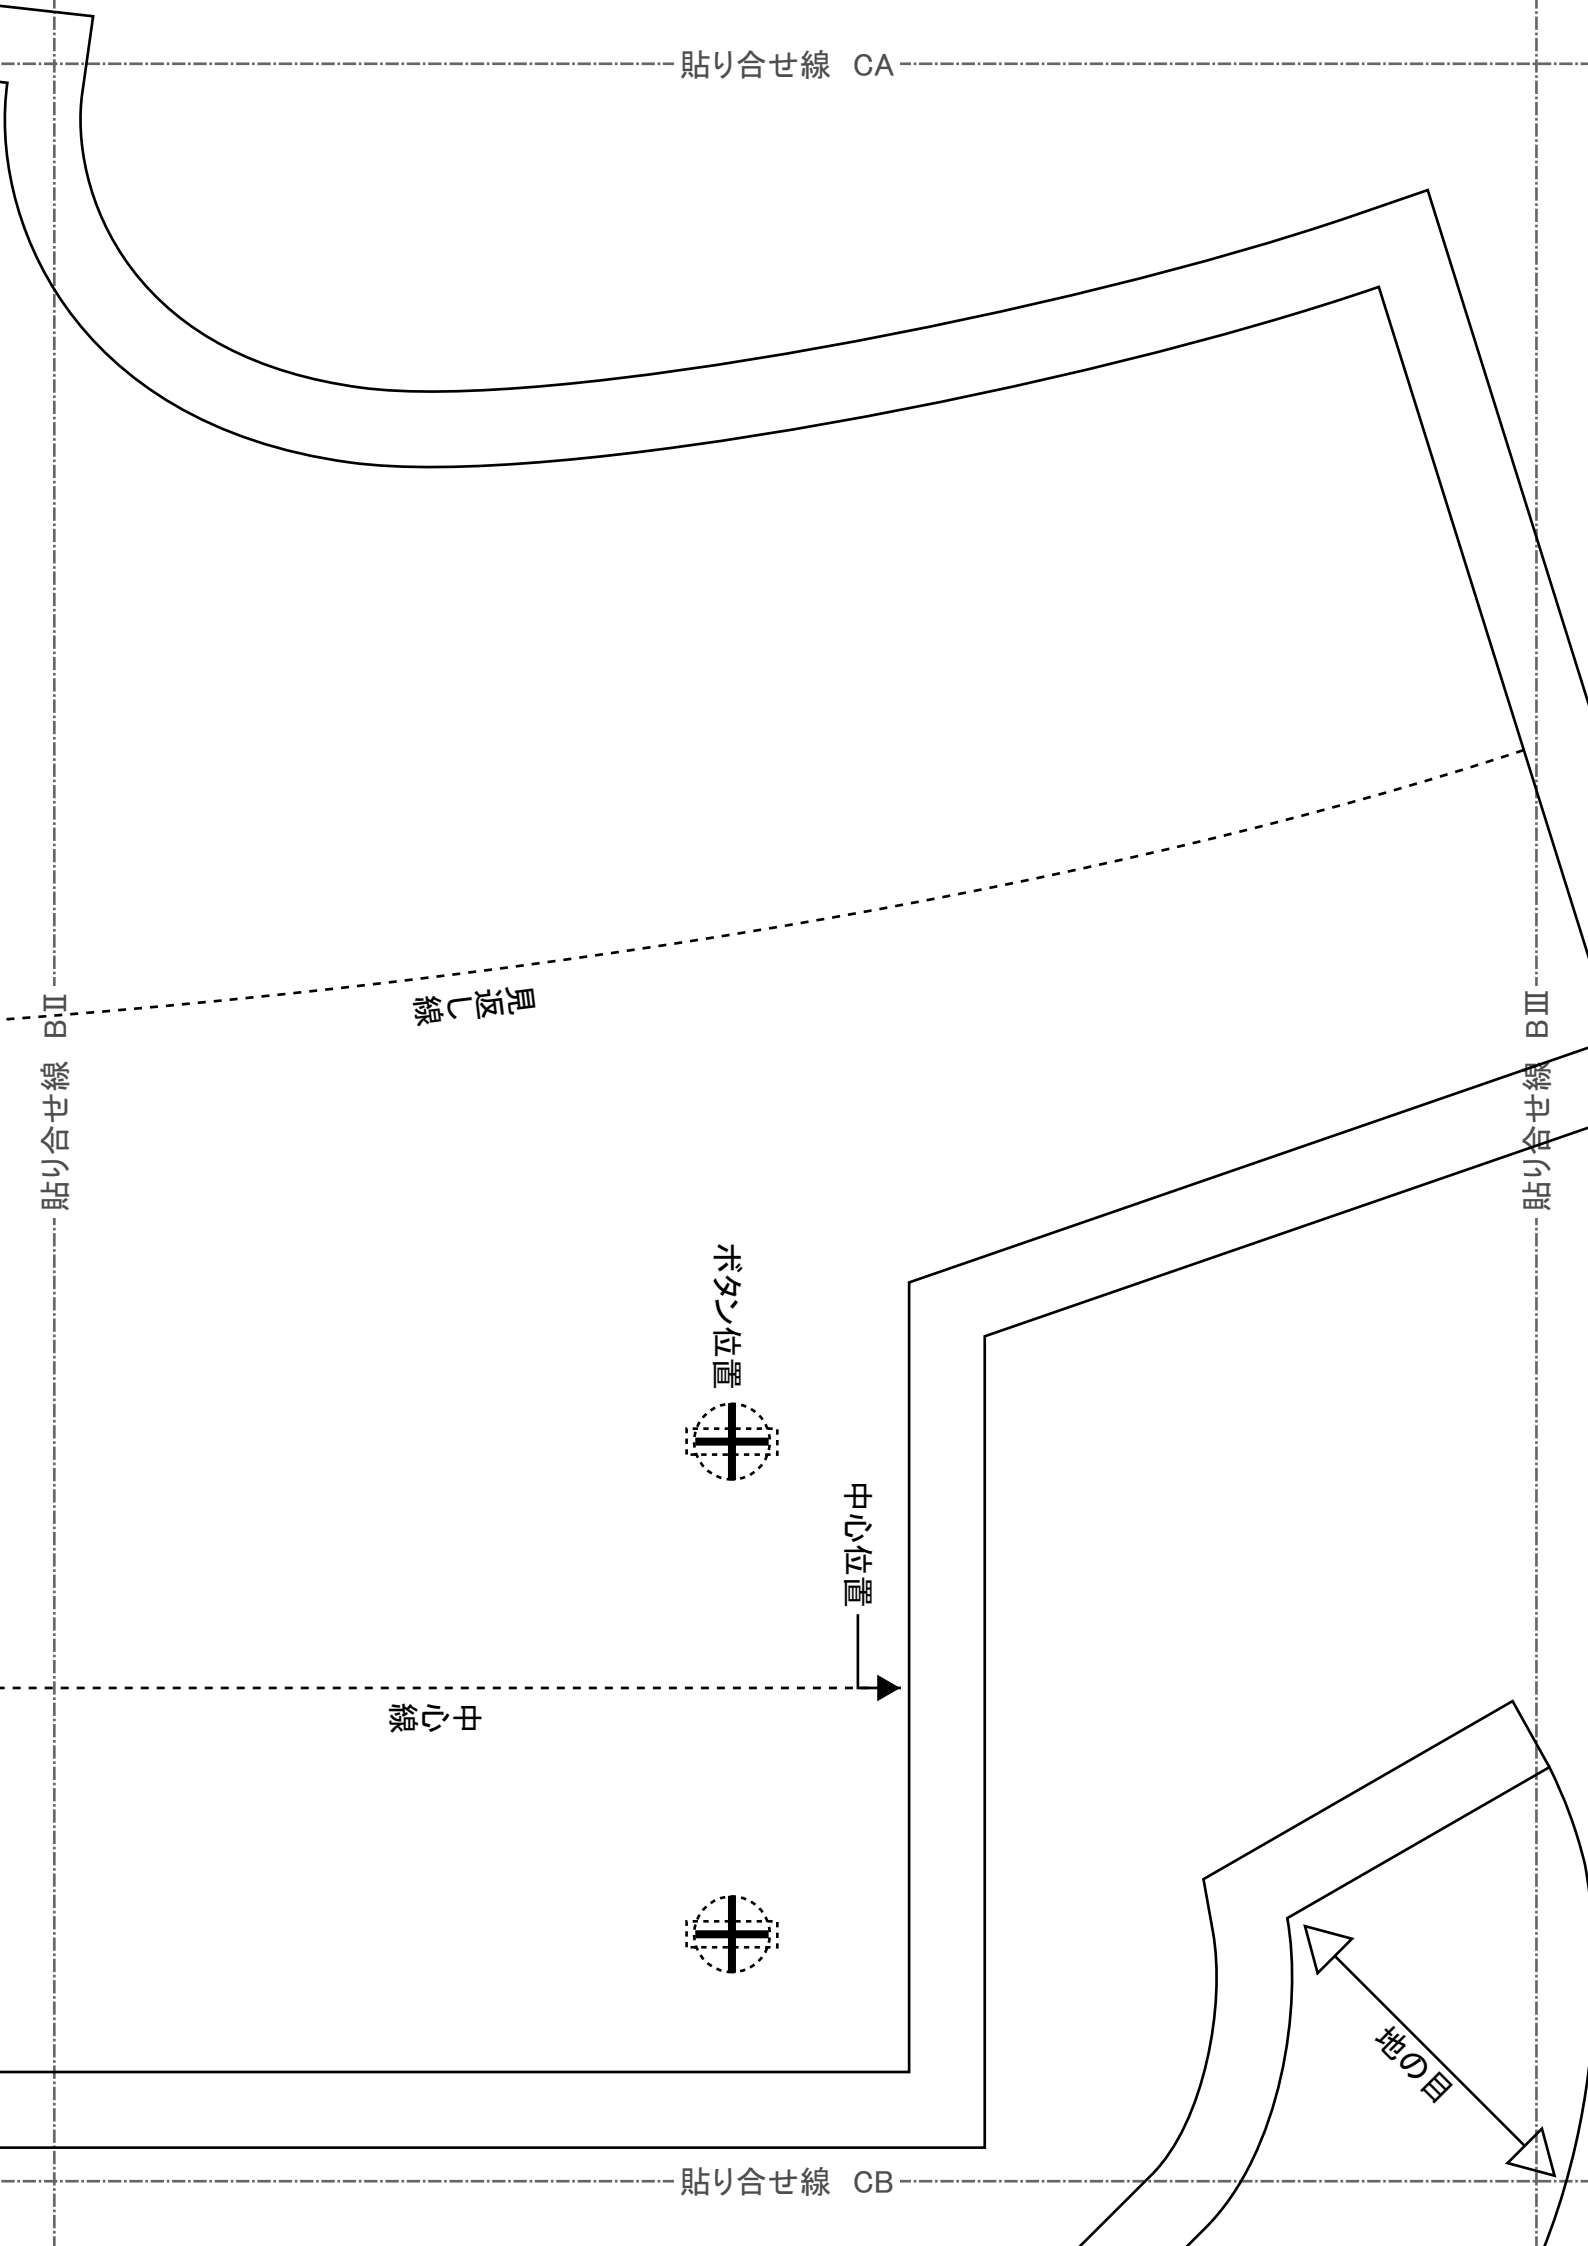 貼り合せ線 CA
見返し線
貼り合せ線 BⅡ
貼り合せ線 BⅢ
ボタン位置
中心位置
中心線
地の目
貼り合せ線 CB